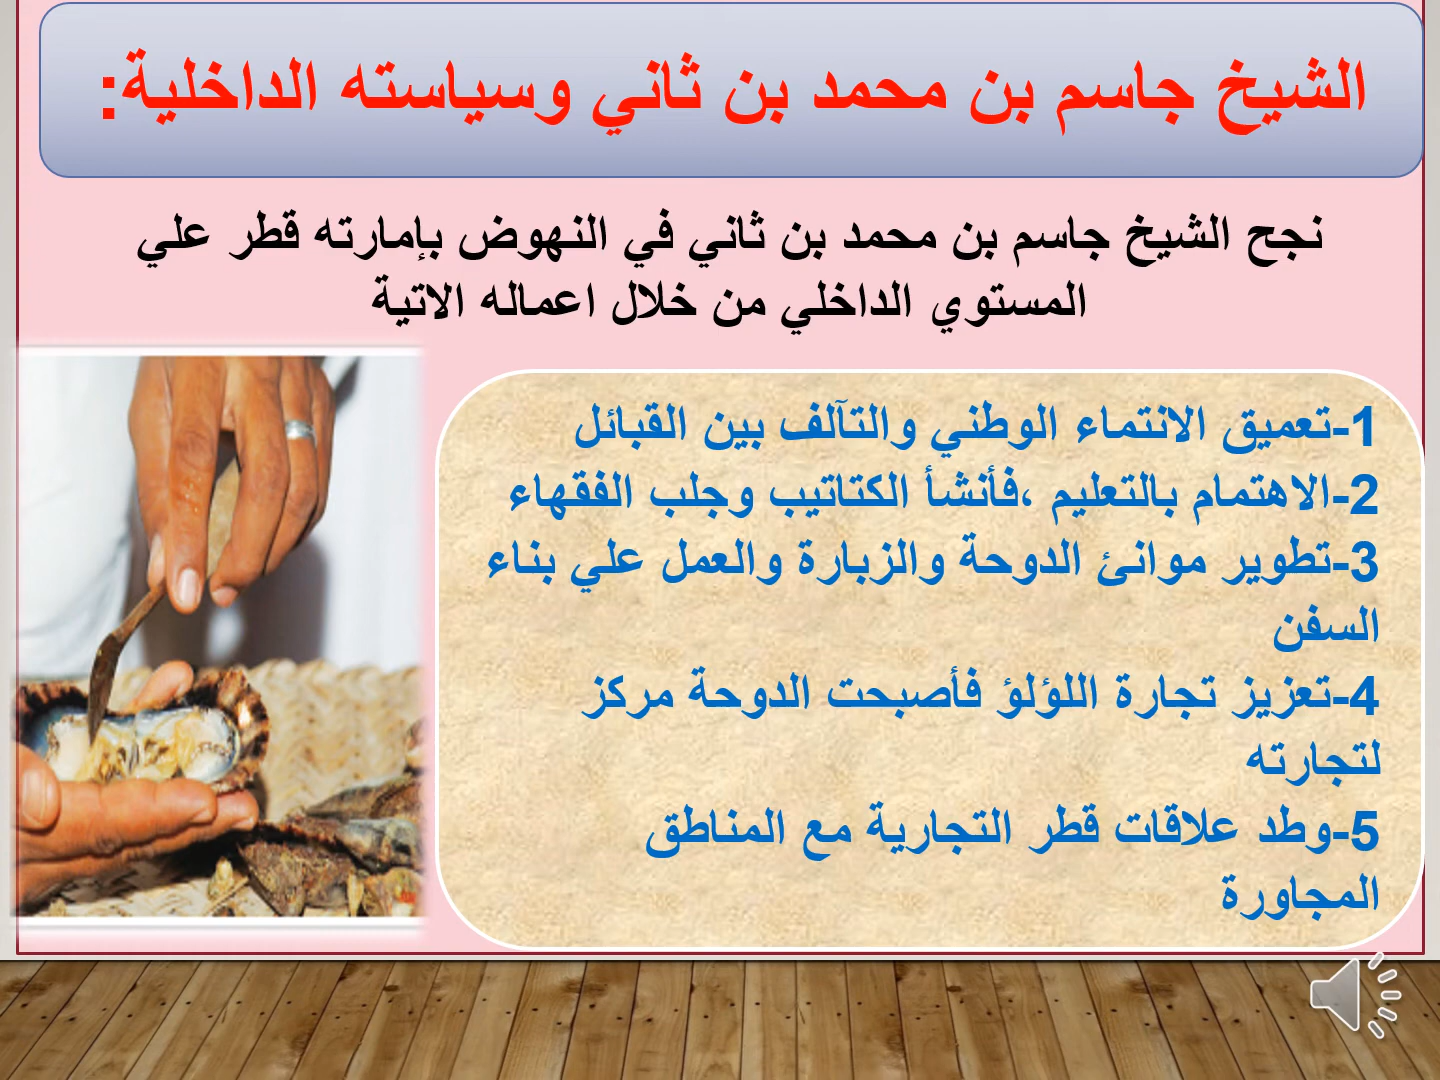 الشيخ جاسم بن محمد بن ثاني وسياسته الداخلية:
نجح الشيخ جاسم بن محمد بن ثاني في النهوض بإمارته قطر علي
المستوي الداخلي من خلال اعماله الاتية
1-تعميق الانتماء الوطني والتآلف بين القبائل
2-الاهتمام بالتعليم ،فأنشأ الكتاتيب وجلب الفقهاء
3-تطوير موانئ الدوحة والزبارة والعمل علي بناء
السفن
4-تعزيز تجارة اللؤلؤ فأصبحت الدوحة مركز
لتجارته
5-وطد علاقات قطر التجارية مع المناطق
المجاورة